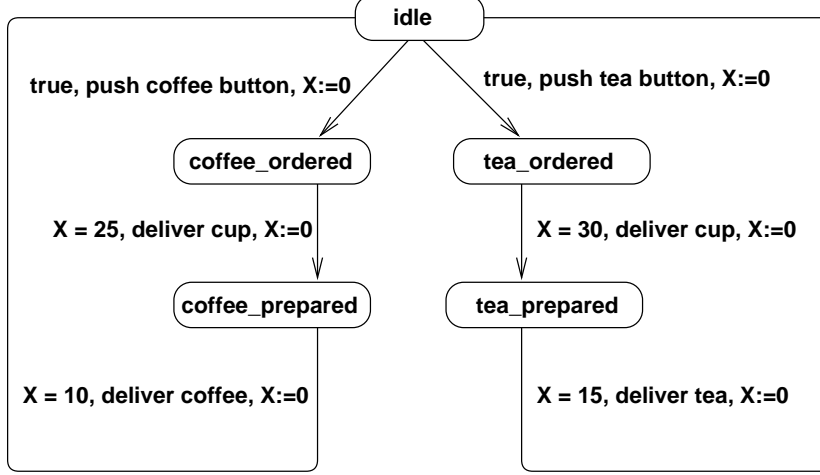 idle
true, push coffee button, X:=0
true, push tea button, X:=0
coffee_ordered
tea_ordered
X = 25, deliver cup, X:=0
X = 30, deliver cup, X:=0
coffee_prepared
tea_prepared
X = 10, deliver coffee, X:=0
X = 15, deliver tea, X:=0